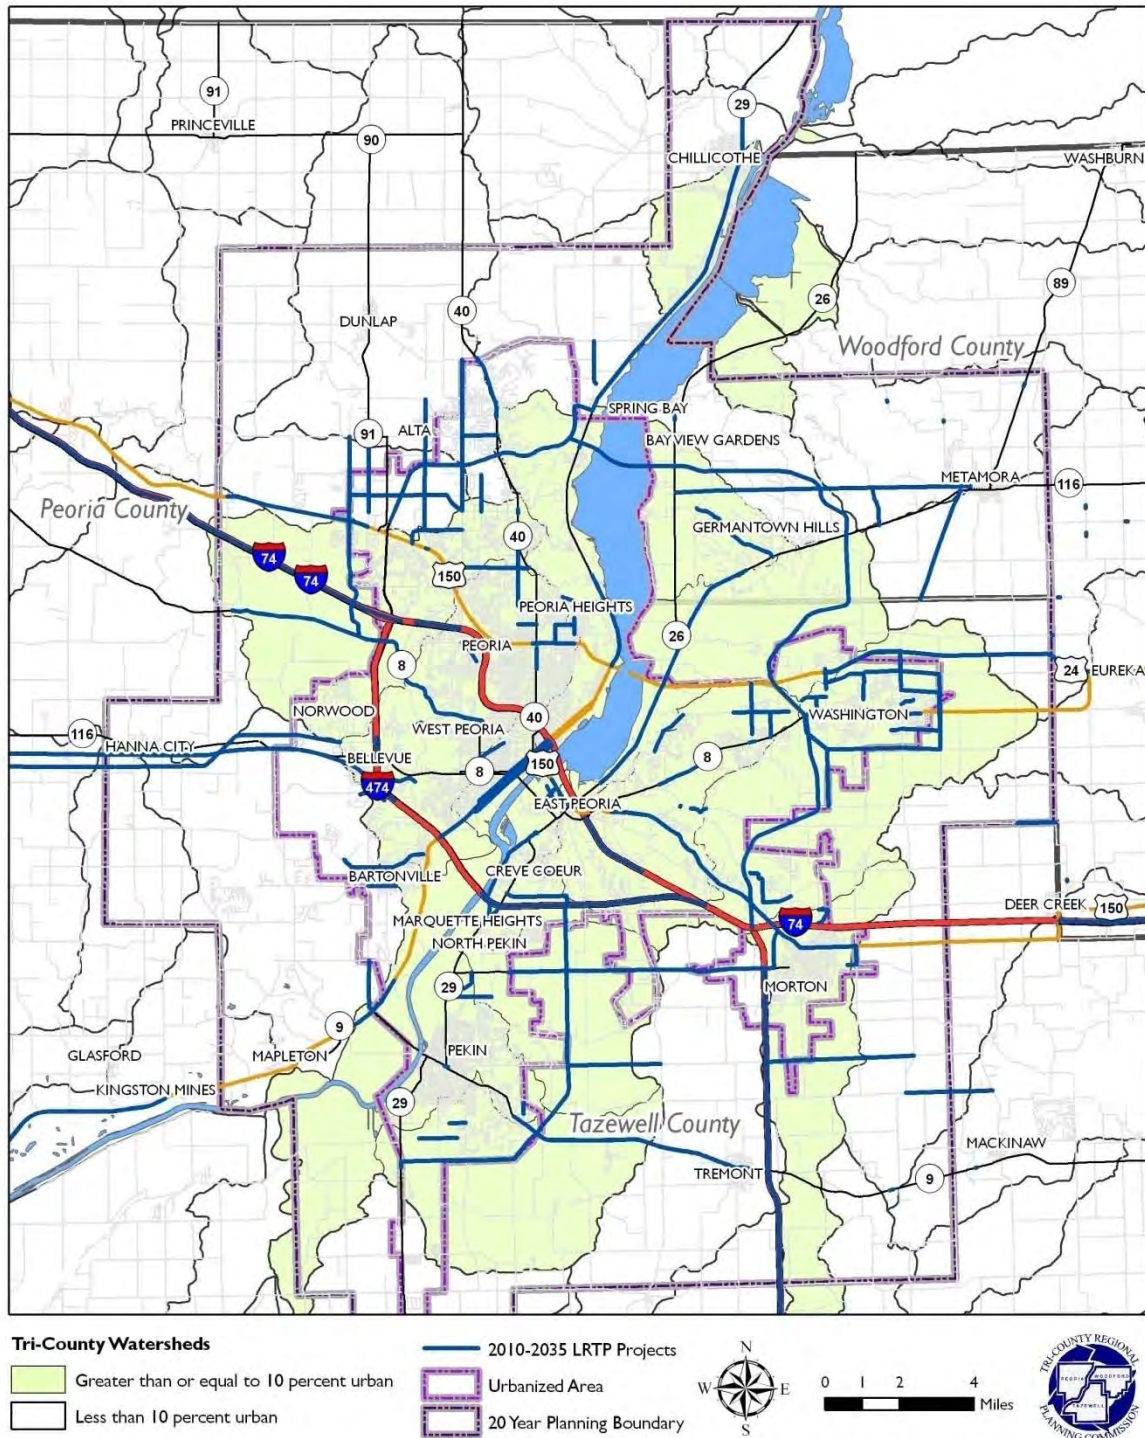 29
91
PRINCEVILLE
90
CHILLICOTHE
WASHBURN
89
26
40
DUNLAP
Woodford County
SPRING BAY
91
ALTA
BAYVIEW GARDENS
METAMORA
116
Peoria County
GERMANTOWN HILLS
40
74
74
150
PEORIA HEIGHTS
26
PEORIA
8
24
EUREKA
NORWOOD
40
WASHINGTON
116
HANNA CITY
WEST PEORIA
BELLEVUE
8
150
8
474
EAST PEORIA
BARTONVILLE
CREVE COEUR
DEER CREEK
150
MARQUETTE HEIGHTS
74
NORTH PEKIN
29
MORTON
9
GLASFORD
MAPLETON
PEKIN
KINGSTON MINES
29
Tazewell County
MACKINAW
TREMONT
9
Tri-County Watersheds
Greater than or equal to 10 percent urban
Less than 10 percent urban
2010-2035 LRTP Projects
Urbanized Area
20 Year Planning Boundary
N
W E
S
0 1 2 4
Miles
TRI-COUNTY REGIONAL
PEORIA WOODFORD
TAZEWELL
PLANNING COMMISSION